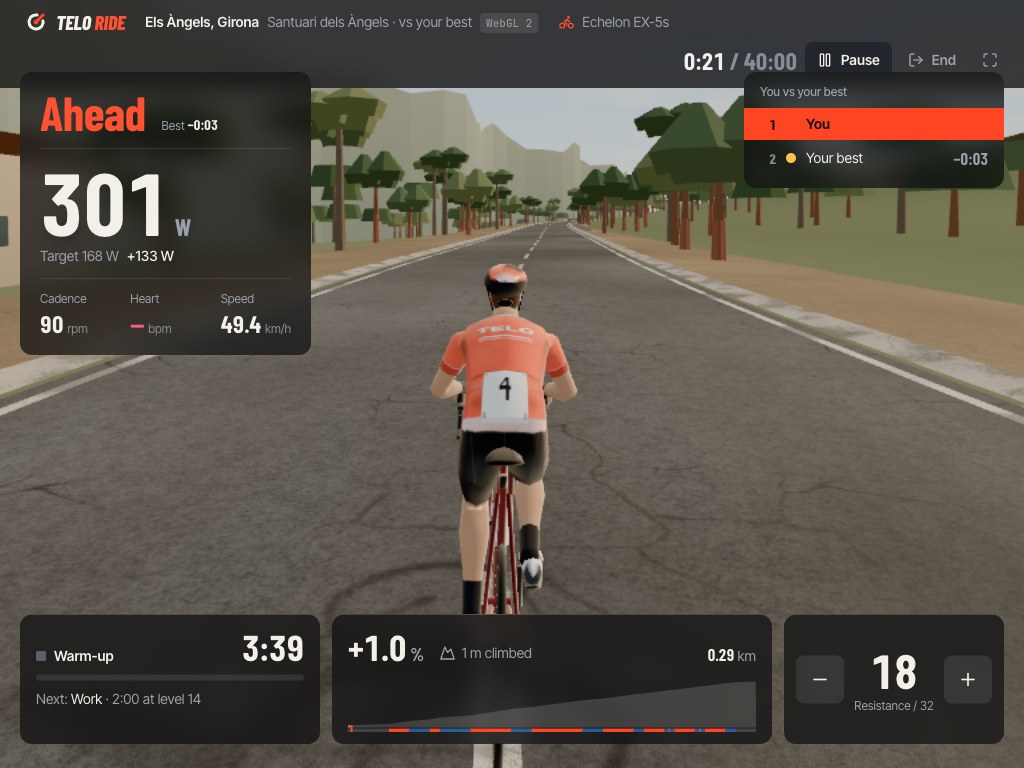 TELO RIDE Els Àngels, Girona Santuari dels Àngels · vs your best WebGL 2 Echelon EX-5s
0:21 / 40:00 Pause End
Ahead Best −0:03
301 W
Target 168 W +133 W
Cadence Heart Speed
90 rpm — bpm 49.4 km/h
You vs your best
1 You
2 Your best −0:03
TELO
4
Warm-up 3:39
Next: Work · 2:00 at level 14
+1.0 % 1 m climbed 0.29 km
− 18 +
Resistance / 32